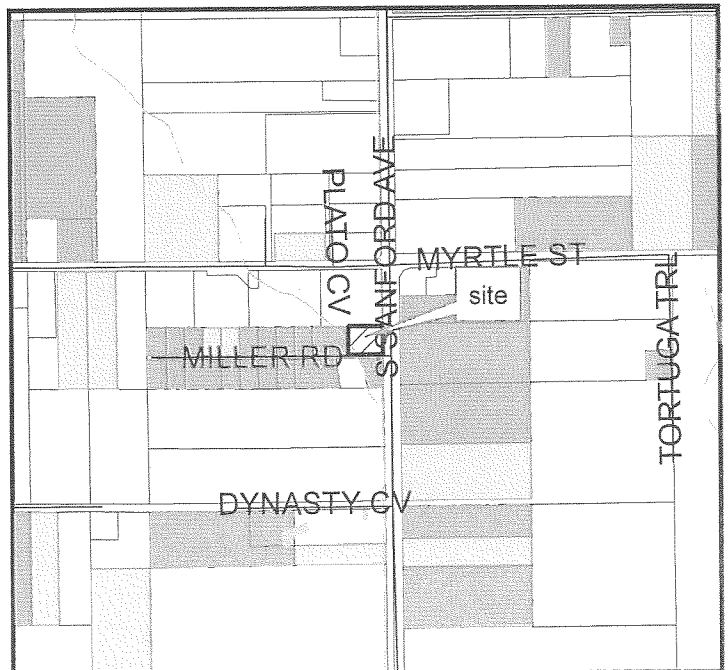 PLATO CV
S SANFORD AVE
MYRTLE ST
site
MILLER RD
TORTUGA TRL
DYNASTY CV